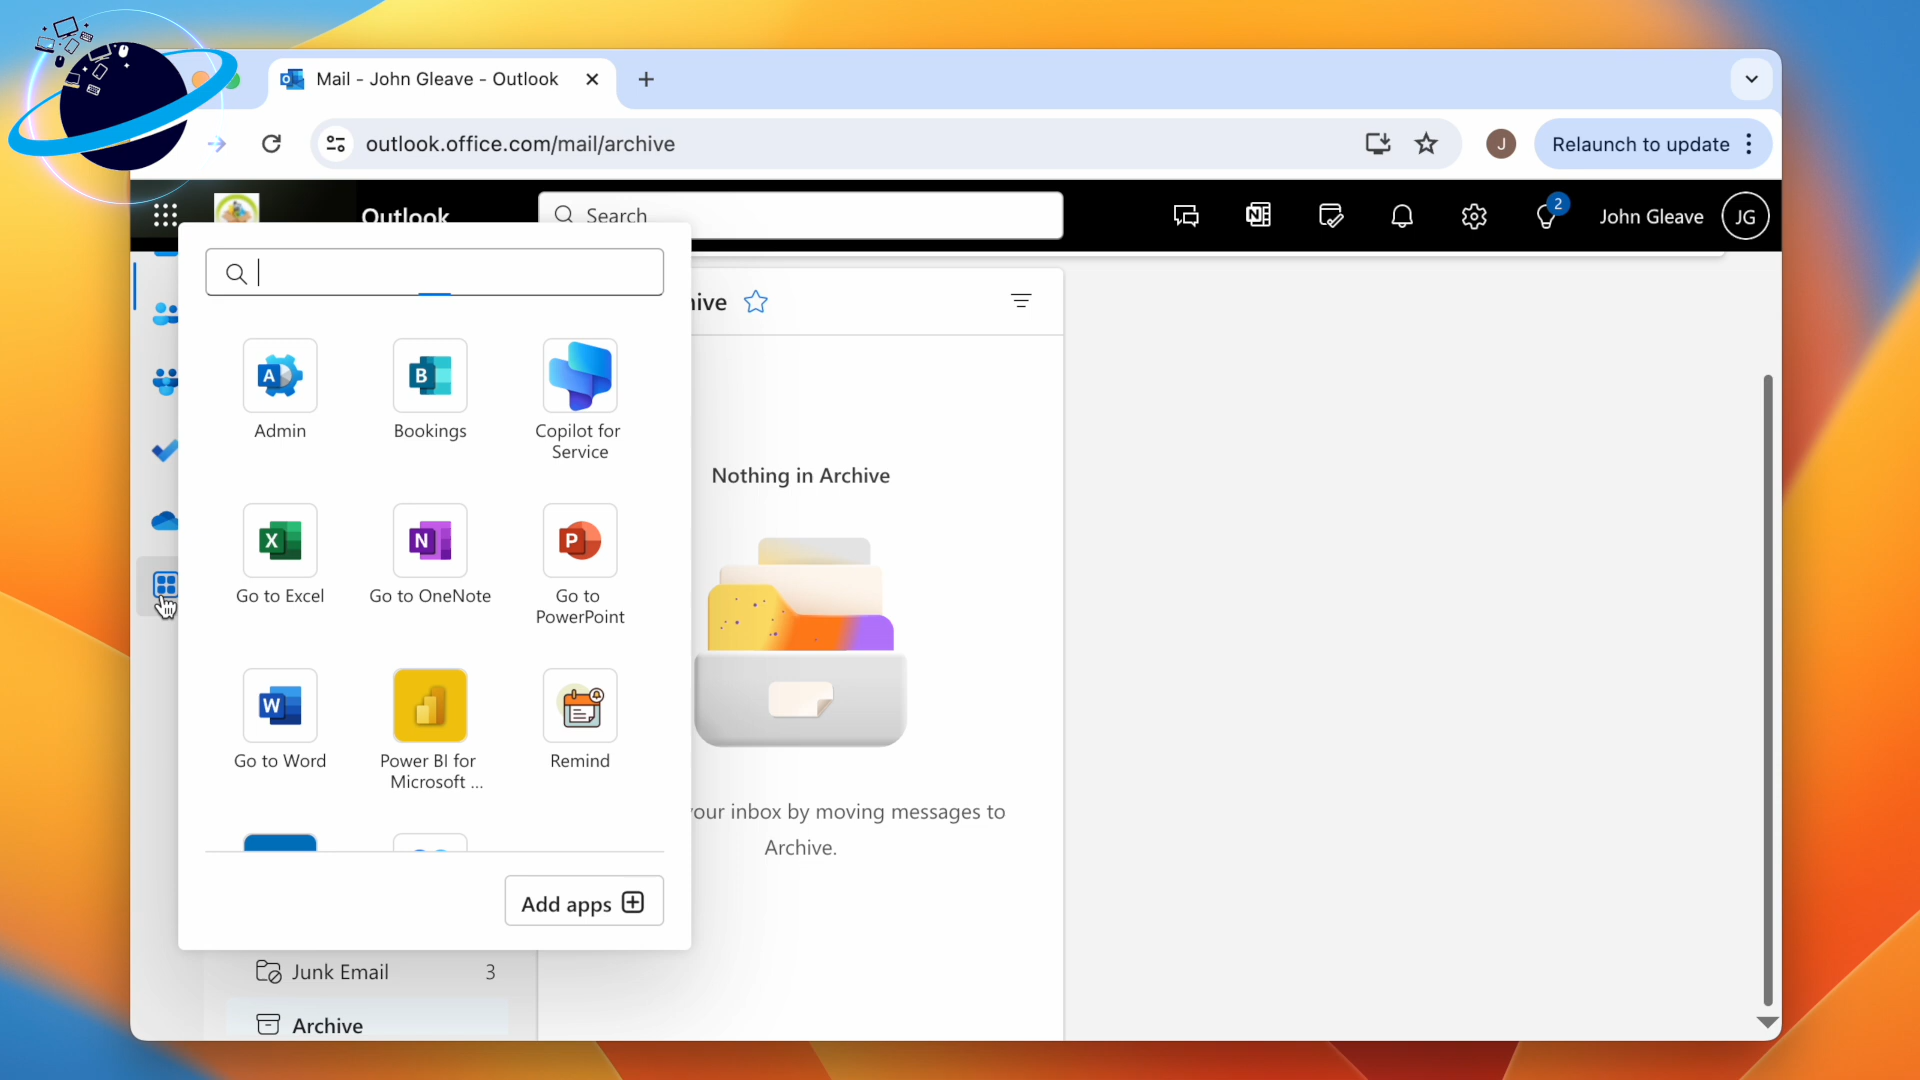 Mail - John Gleave - Outlook
outlook.office.com/mail/archive
J
Relaunch to update
Outlook
Search
2
John Gleave
JG
hive
Admin
Bookings
Copilot for
Service
Go to Excel
Go to OneNote
Go to
PowerPoint
Go to Word
Power BI for
Microsoft ...
Remind
Nothing in Archive
your inbox by moving messages to
Archive.
Add apps
Junk Email 3
Archive